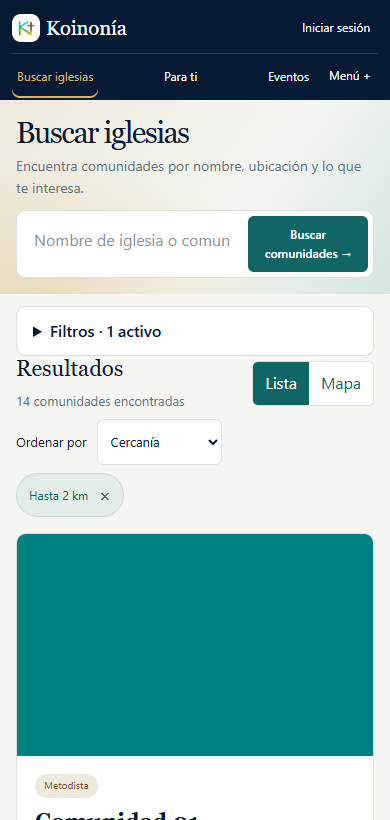 Koinonía
Iniciar sesión
Buscar iglesias
Para ti
Eventos
Menú +
Buscar iglesias
Encuentra comunidades por nombre, ubicación y lo que
te interesa.
Nombre de iglesia o comun
Buscar
comunidades →
▶ Filtros · 1 activo
Resultados
14 comunidades encontradas
Lista
Mapa
Ordenar por
Cercanía
Hasta 2 km ×
Metodista
Comunidad 01